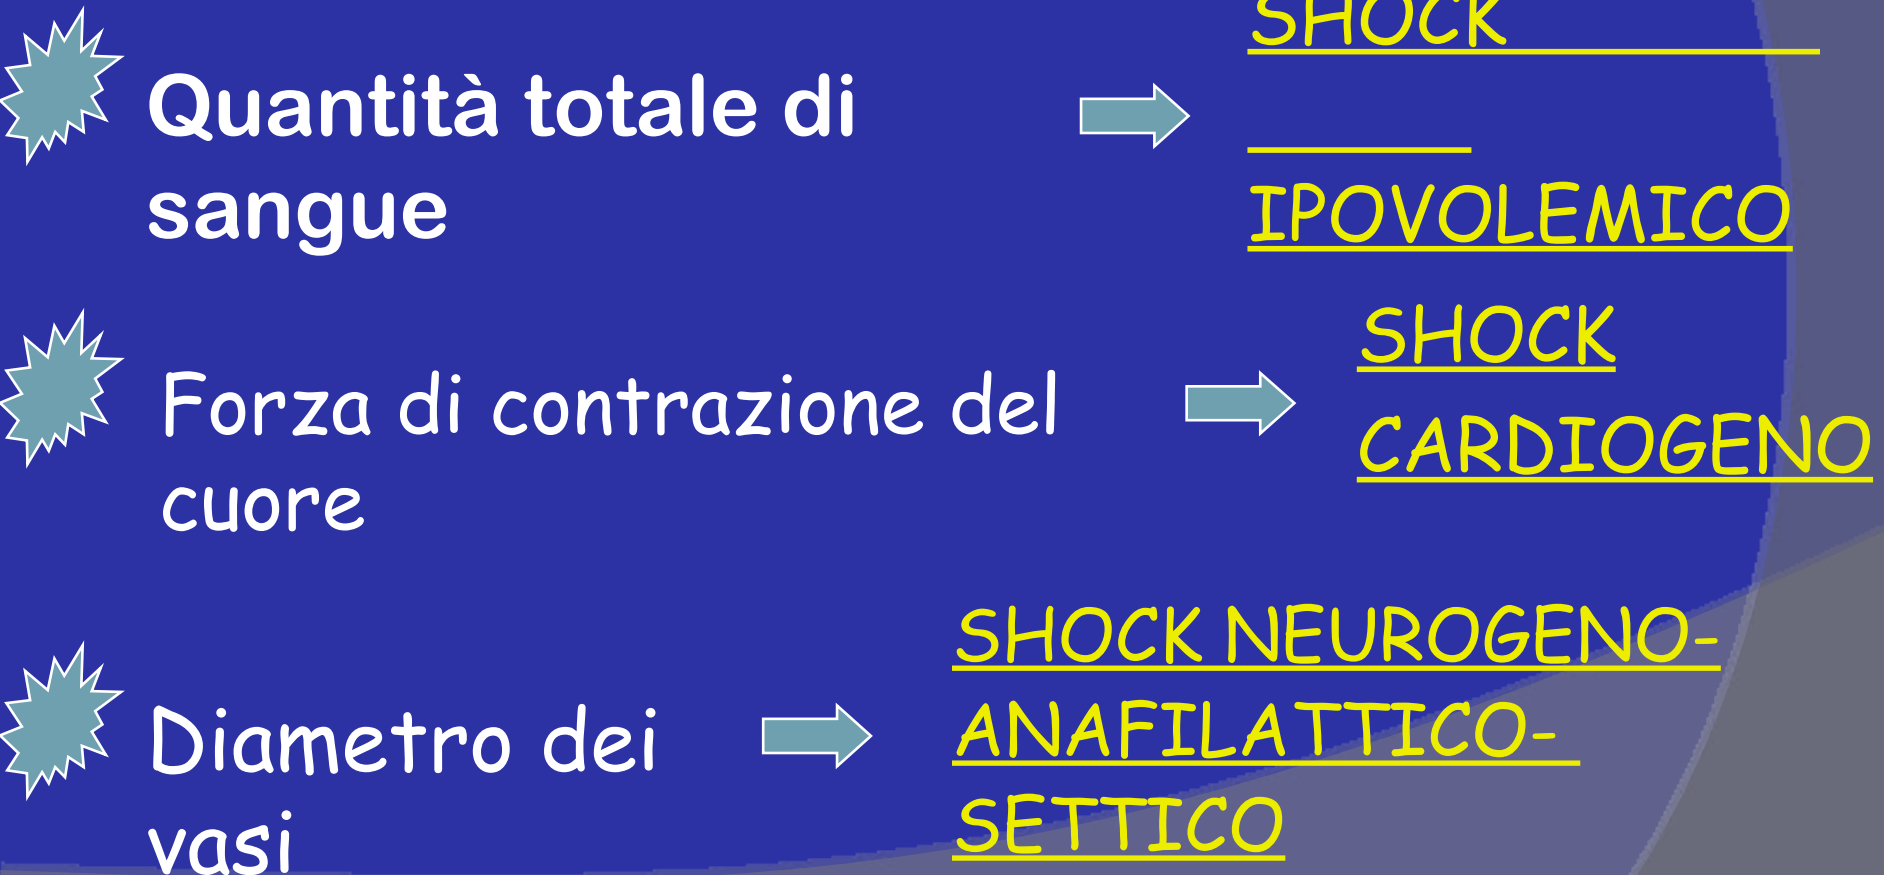 Quantità totale di
sangue
SHOCK
IPOVOLEMICO
Forza di contrazione del
cuore
SHOCK
CARDIOGENO
Diametro dei
vasi
SHOCK NEUROGENO-
ANAFILATTICO-
SETTICO